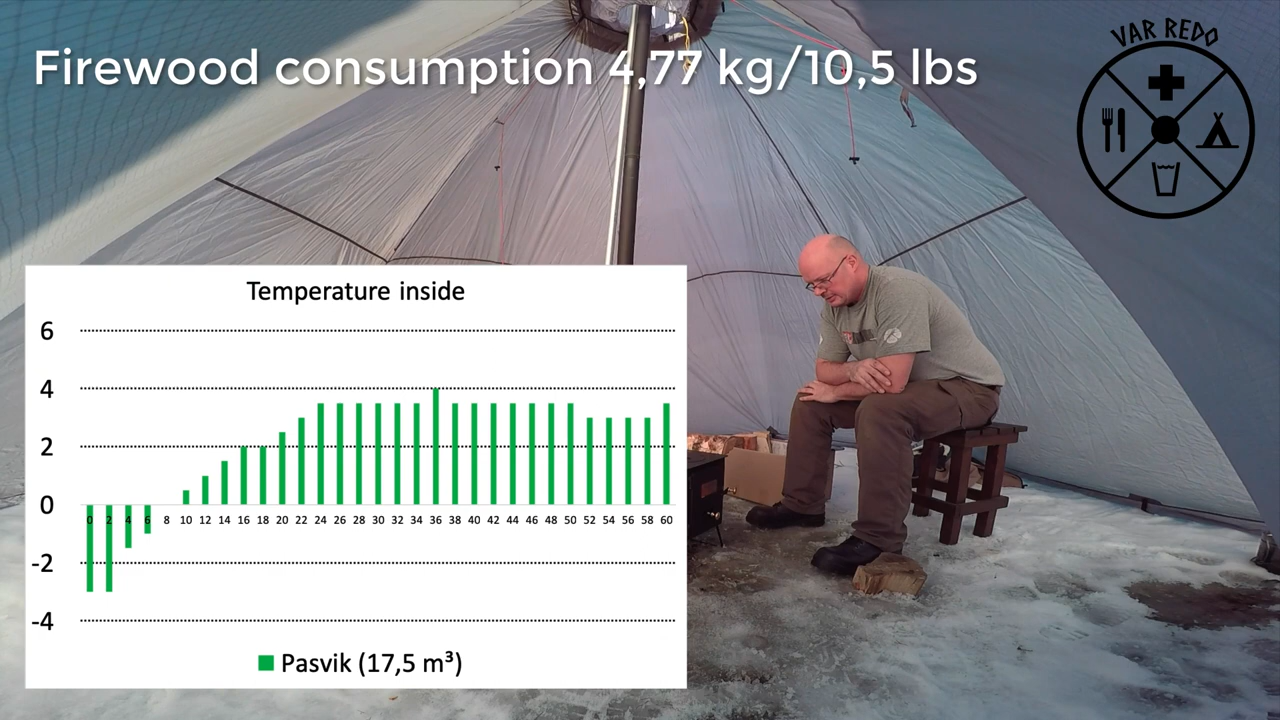 VAR REDO
Firewood consumption 4,77 kg/10,5 lbs
Temperature inside
6
4
2
0
0 2 4 6 8 10 12 14 16 18 20 22 24 26 28 30 32 34 36 38 40 42 44 46 48 50 52 54 56 58 60
-2
-4
Pasvik (17,5 m³)